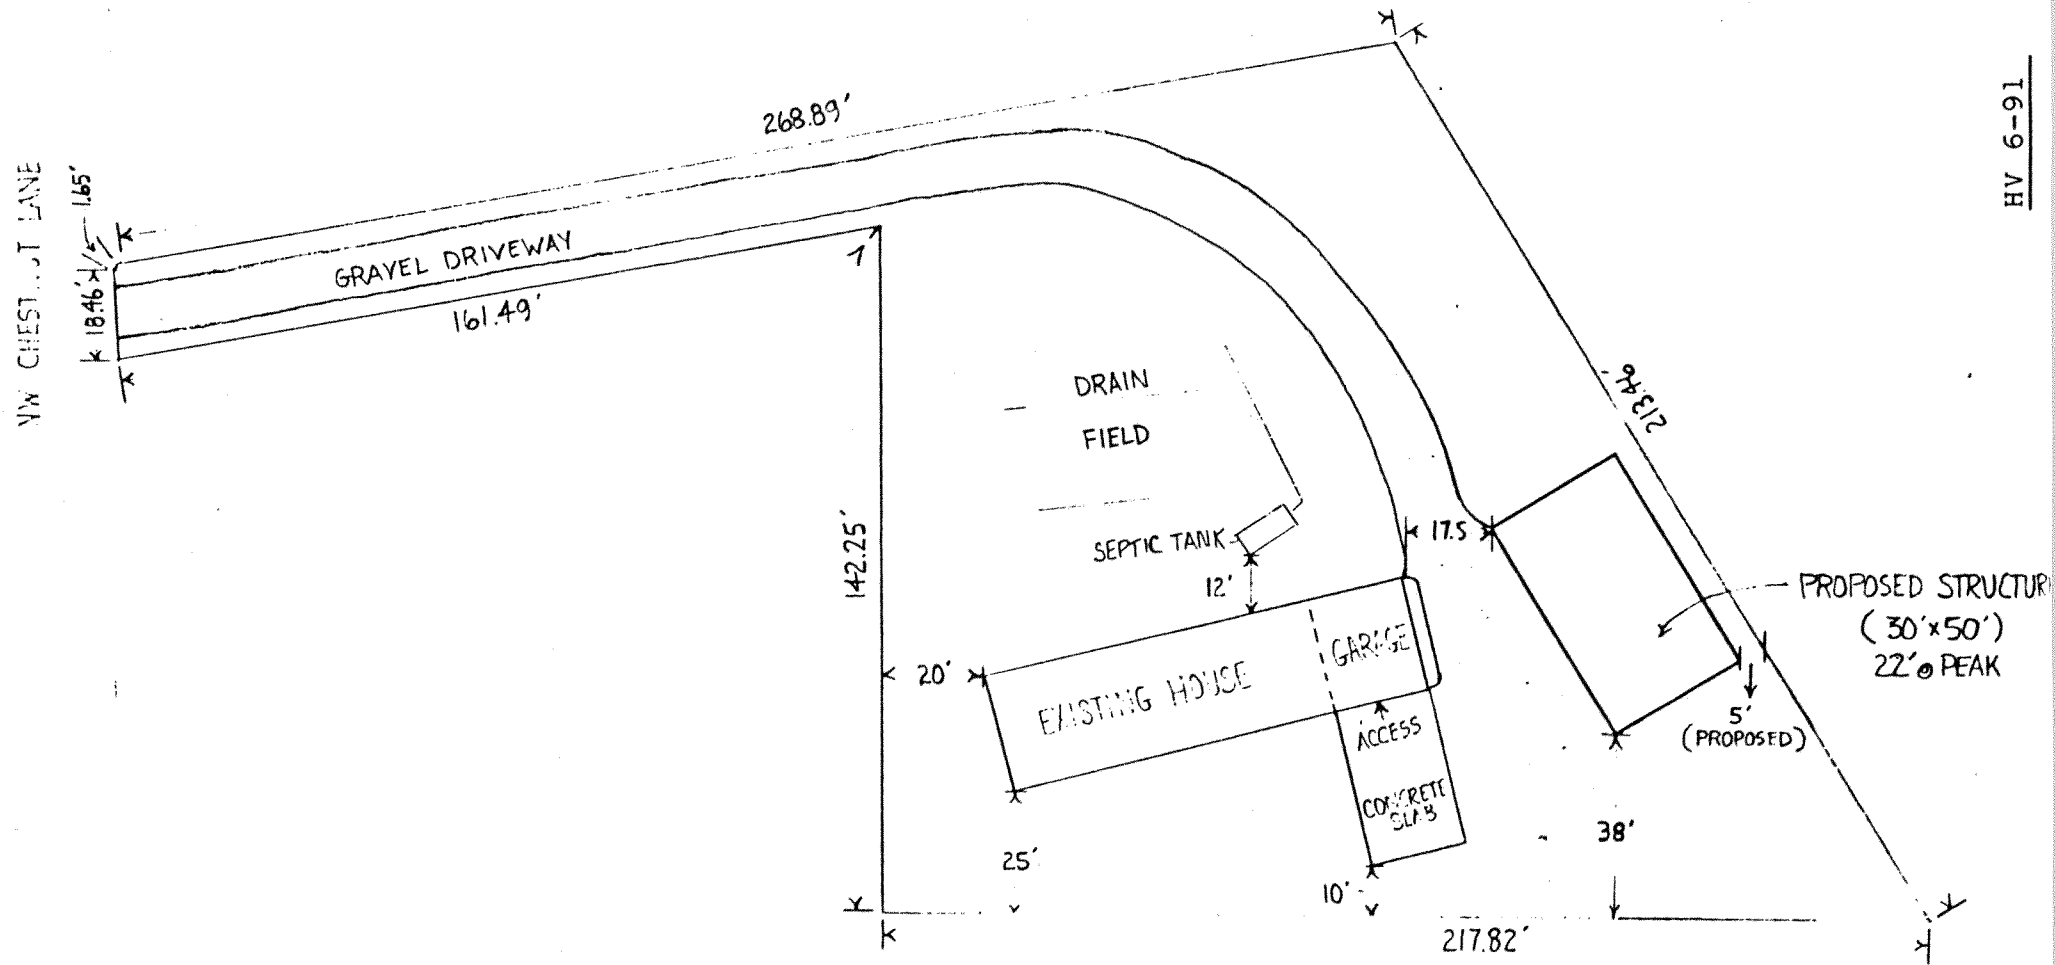 268.89'
HV 6-91
1.65'
NW LANE
18.46'
GRAVEL DRIVEWAY
161.49'
DRAIN
FIELD
213.46'
142.25'
SEPTIC TANK
17.5
12'
PROPOSED
(30'x50')
22' @ PEAK
20'
EXISTING HOUSE
GARAGE
5'
(PROPOSED)
ACCESS
CONCRETE
SLAB
38'
25'
10'
217.82'